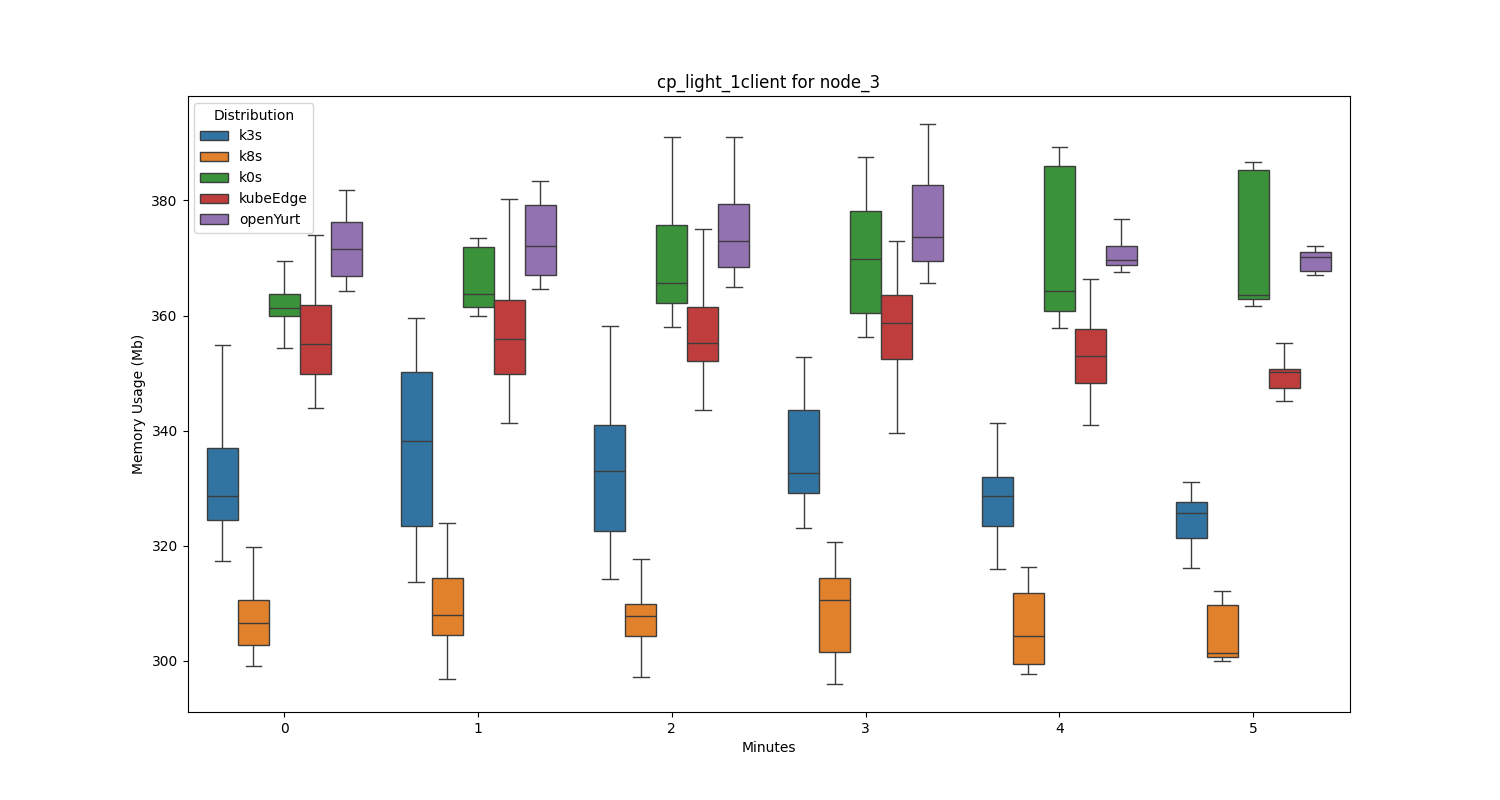 cp_light_1client for node_3
Distribution
k3s
k8s
k0s
kubeEdge
openYurt
Memory Usage (Mb)
380
360
340
320
300
0 1 2 3 4 5
Minutes